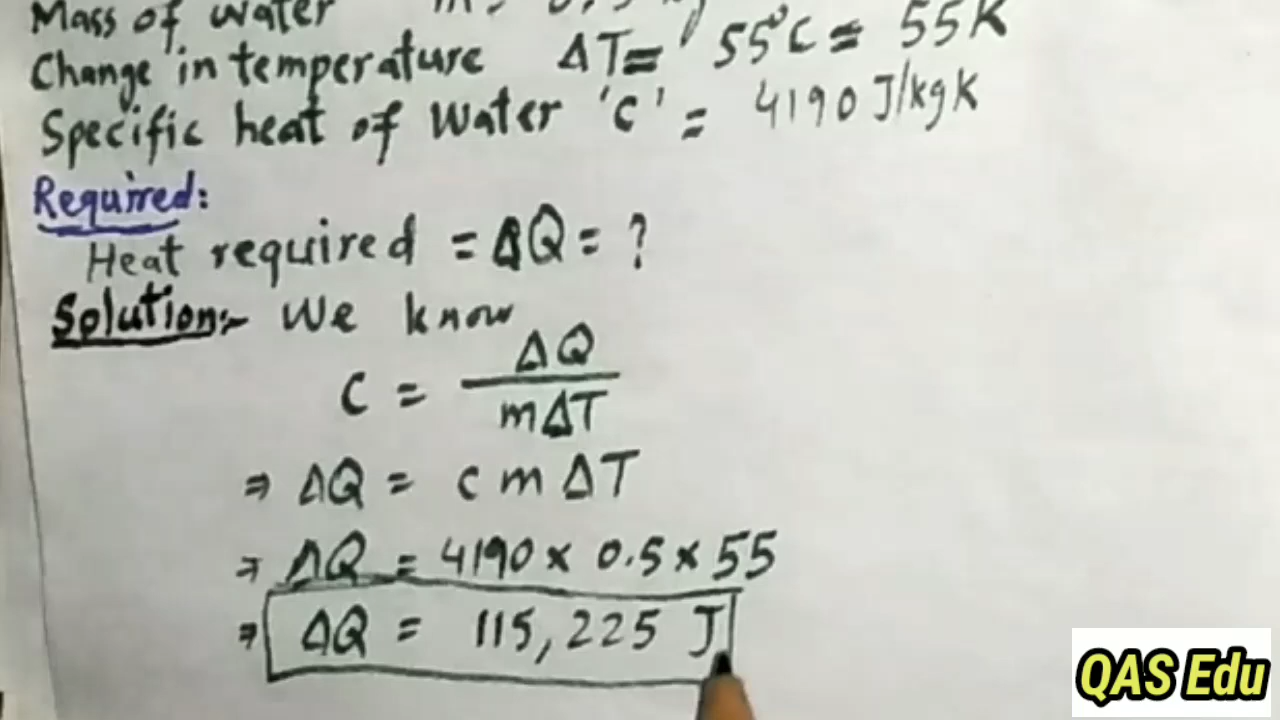 Mass of water
Change in temperature ΔT = 55°C = 55K
Specific heat of water 'c' = 4190 J/kgK
Required:
Heat required = ΔQ = ?
Solution:- We know
c = ΔQ / mΔT
⇒ ΔQ = c m ΔT
⇒ ΔQ = 4190 × 0.5 × 55
⇒ ΔQ = 115,225 J
QAS Edu